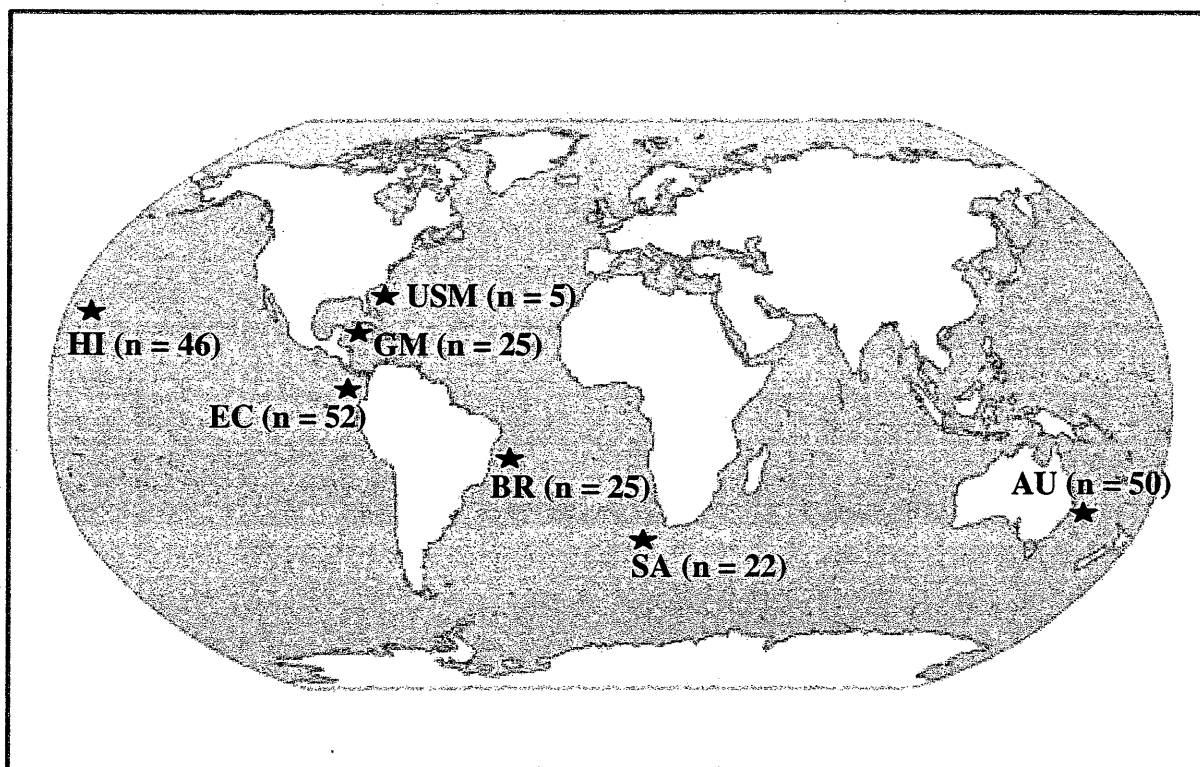 USM (n = 5)
HI (n = 46)
GM (n = 25)
EC (n = 52)
BR (n = 25)
AU (n = 50)
SA (n = 22)